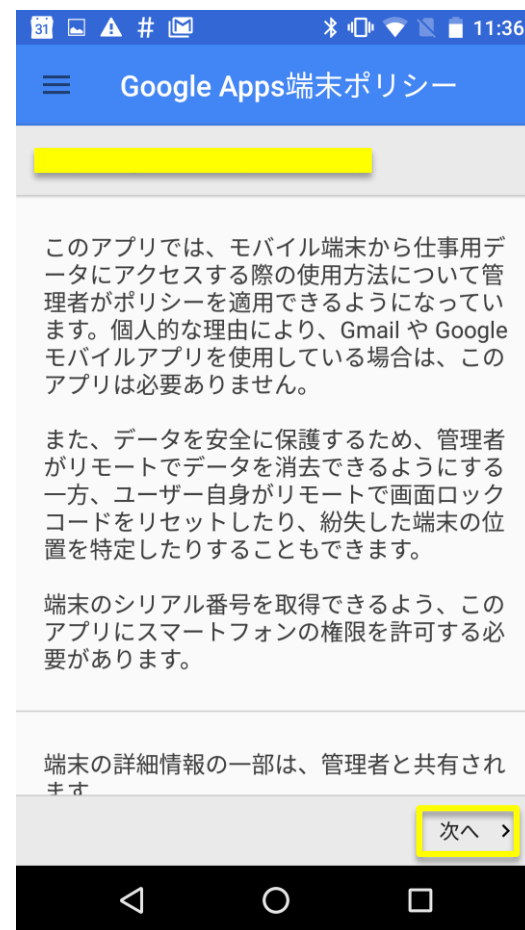 31 # 11:36
Google Apps端末ポリシー
このアプリでは、モバイル端末から仕事用デ
ータにアクセスする際の使用方法について管
理者がポリシーを適用できるようになってい
ます。個人的な理由により、Gmail や Google
モバイルアプリを使用している場合は、この
アプリは必要ありません。
また、データを安全に保護するため、管理者
がリモートでデータを消去できるようにする
一方、ユーザー自身がリモートで画面ロック
コードをリセットしたり、紛失した端末の位
置を特定したりすることもできます。
端末のシリアル番号を取得できるよう、この
アプリにスマートフォンの権限を許可する必
要があります。
端末の詳細情報の一部は、管理者と共有され
ます
次へ